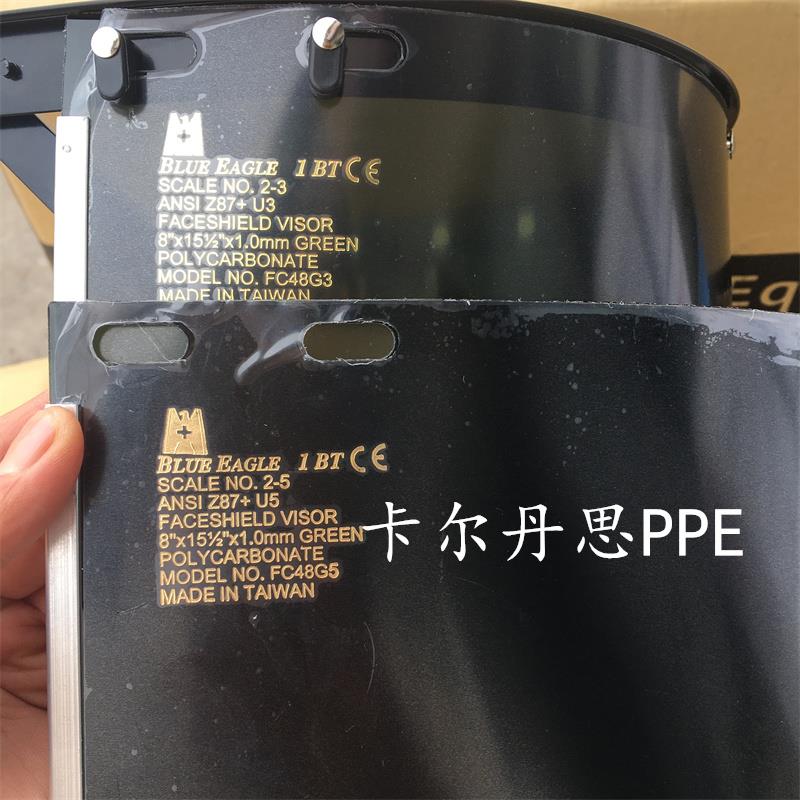 BLUE EAGLE 1 BT CE
SCALE NO. 2-3
ANSI Z87+ U3
FACESHIELD VISOR
8"x15½"x1.0mm GREEN
POLYCARBONATE
MODEL NO. FC48G3
MADE IN TAIWAN
Eq
BLUE EAGLE 1 BT CE
SCALE NO. 2-5
ANSI Z87+ U5
FACESHIELD VISOR
8"x15½"x1.0mm GREEN
POLYCARBONATE
MODEL NO. FC48G5
MADE IN TAIWAN
卡尔丹思PPE